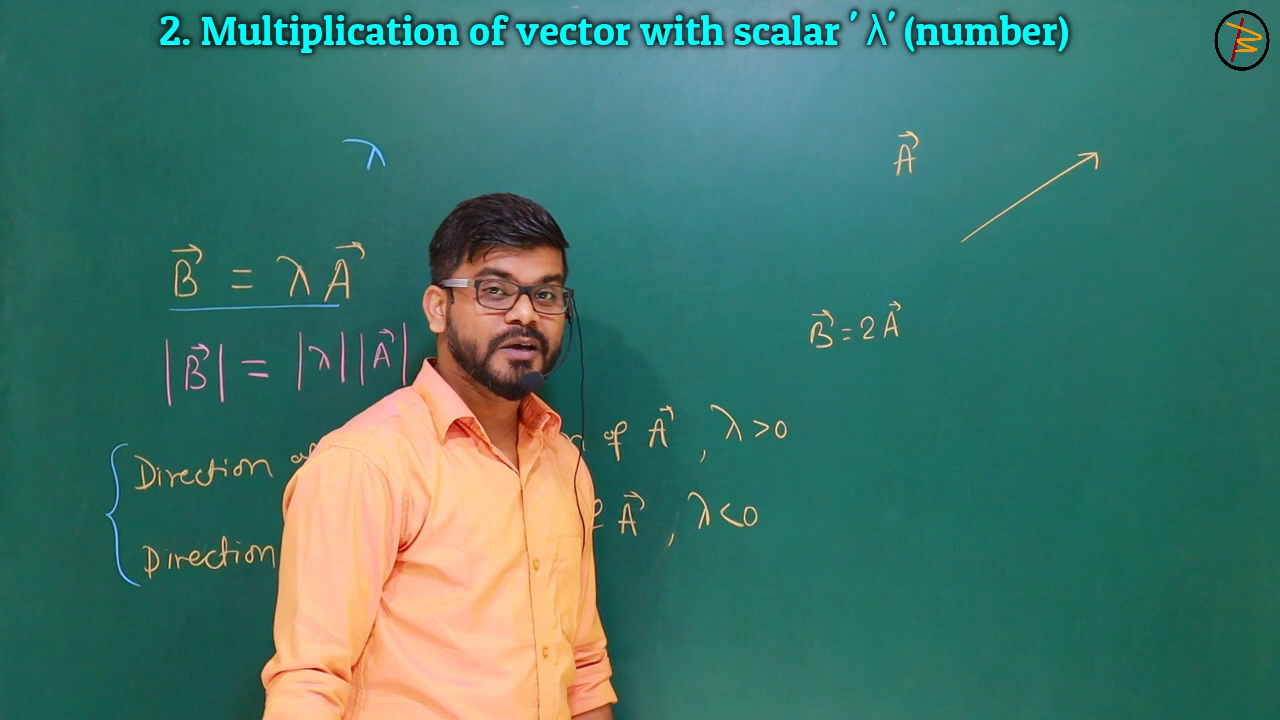 2. Multiplication of vector with scalar ' λ' (number)
λ
A⃗
B⃗ = λ A⃗
B⃗ = 2 A⃗
|B⃗| = |λ| |A⃗|
Direction of A⃗ , λ > 0
Direction A⃗ , λ < 0